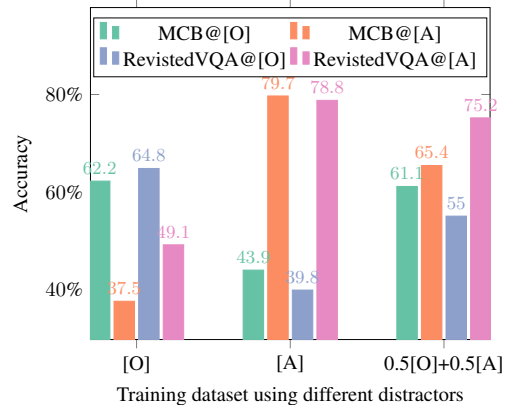 MCB@[O] MCB@[A]
RevistedVQA@[O] RevistedVQA@[A]
80%
60%
40%
Accuracy
62.2 37.5 64.8 49.1
43.9 79.7 39.8 78.8
61.1 65.4 55 75.2
[O] [A] 0.5[O]+0.5[A]
Training dataset using different distractors